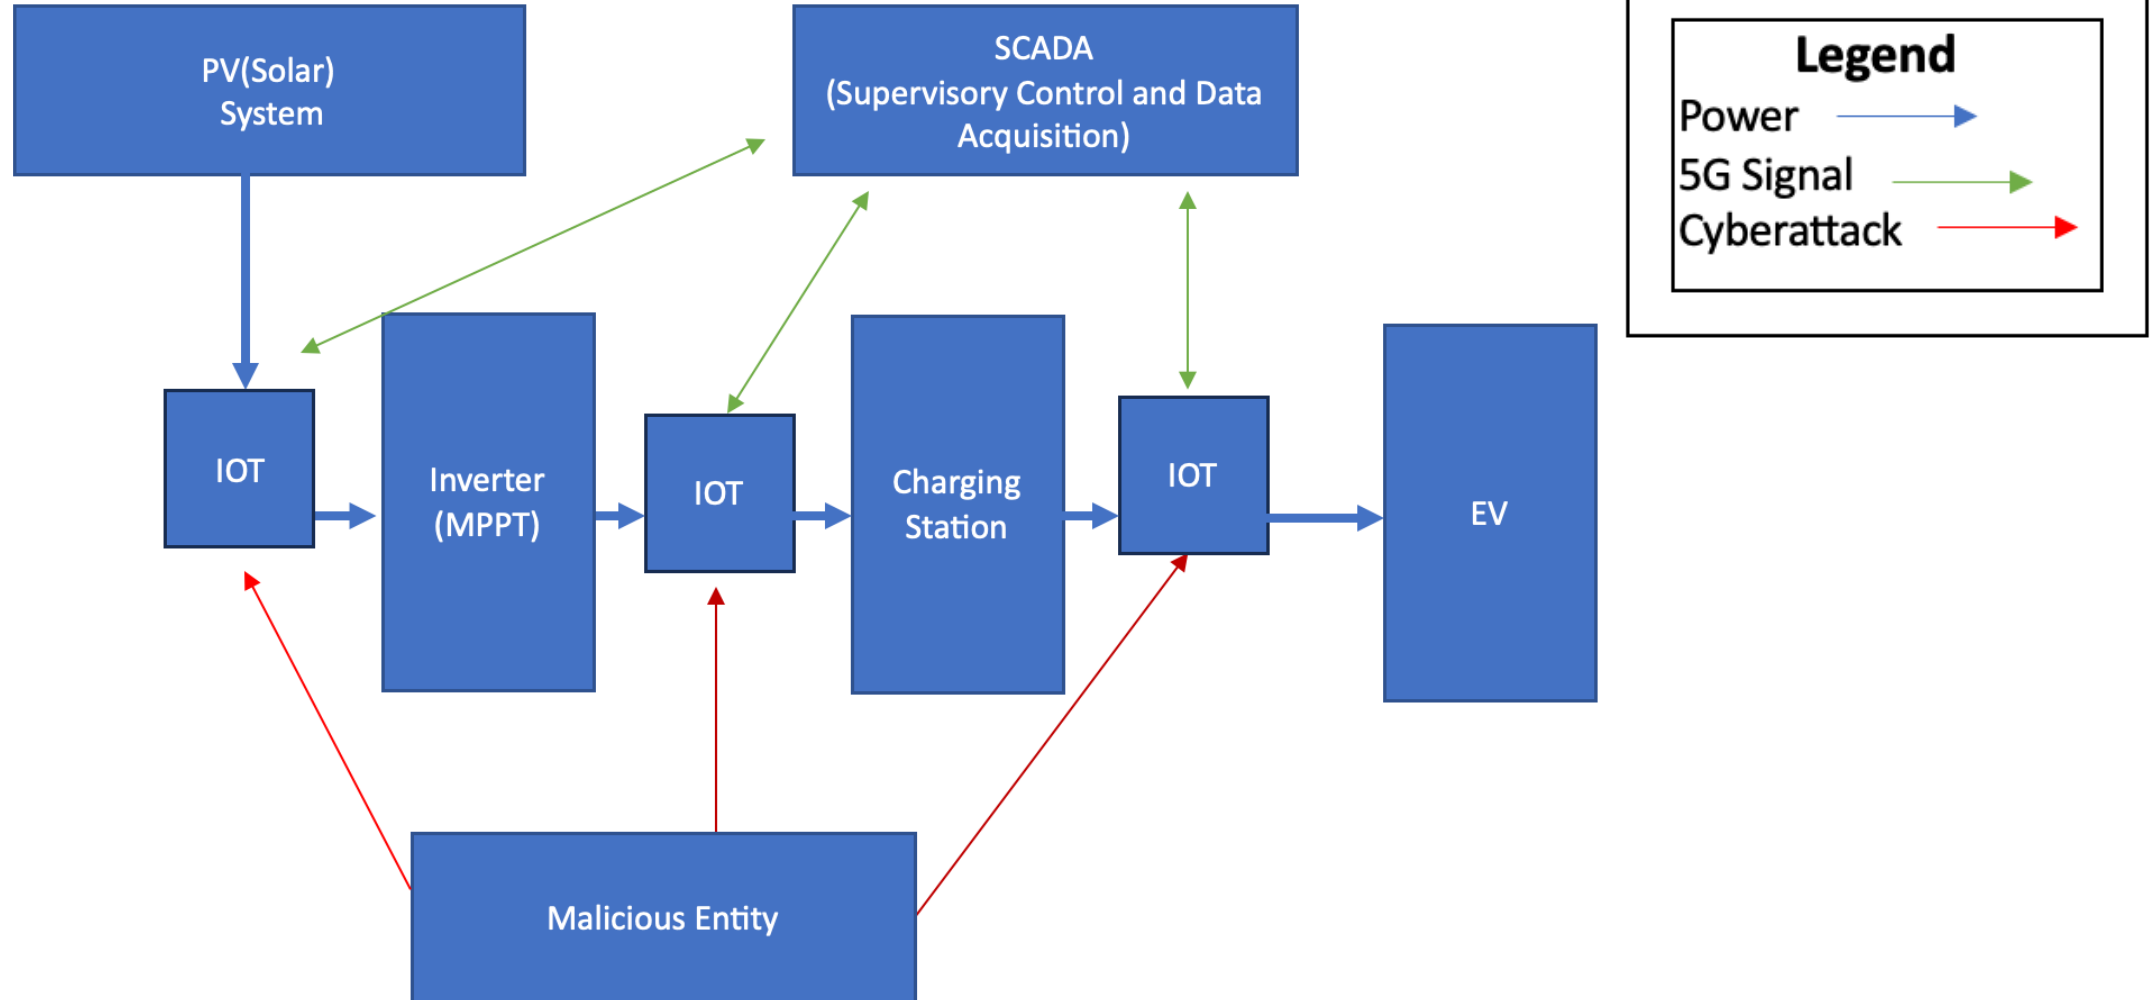 PV(Solar)
System
SCADA
(Supervisory Control and Data
Acquisition)
Legend
Power
5G Signal
Cyberattack
IOT
Inverter
(MPPT)
IOT
Charging
Station
IOT
EV
Malicious Entity